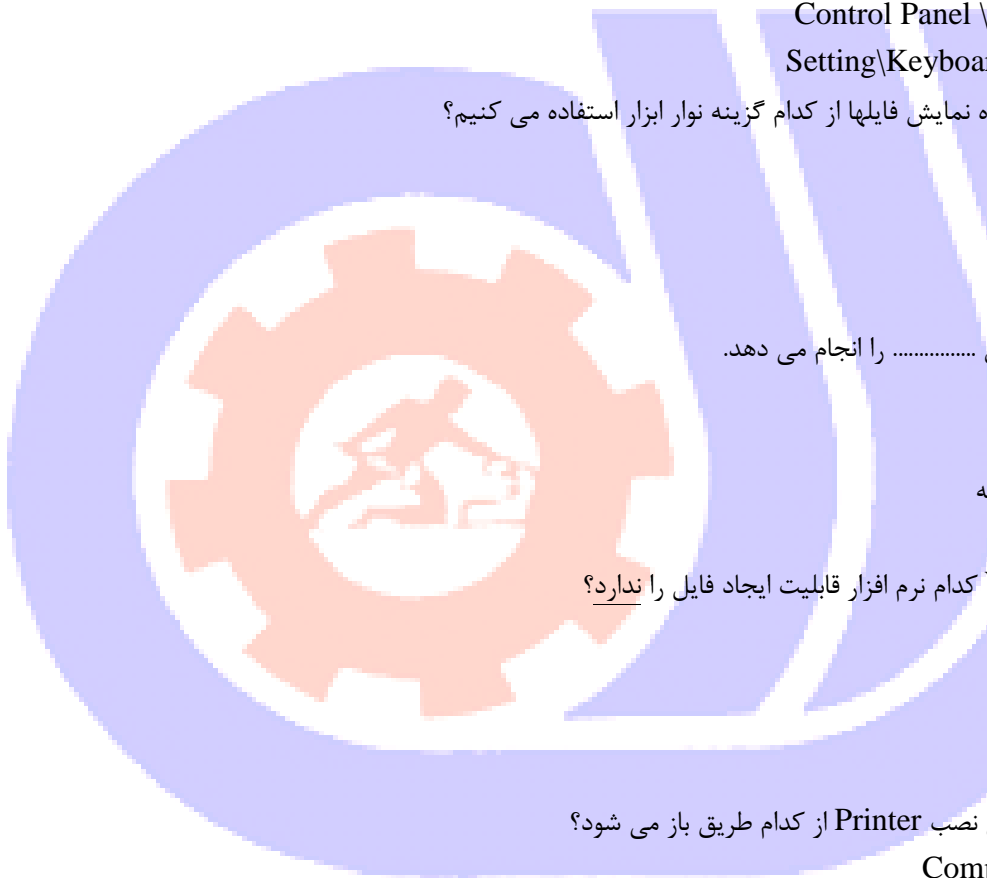 Control Panel \
Setting\Keyboa
نمایش فایلها از کدام گزینه نوار ابزار استفاده می کنیم؟
................ را انجام می دهد.
کدام نرم افزار قابلیت ایجاد فایل را ندارد؟
نصب Printer از کدام طریق باز می شود؟
Com